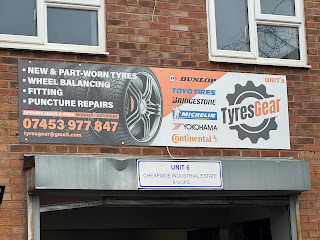 • NEW & PART-WORN TYRES
• WHEEL BALANCING
• FITTING
• PUNCTURE REPAIRS
07453 977 847
tyresgear@gmail.com
DUNLOP
TOYO TIRES
BRIDGESTONE
MICHELIN
YOKOHAMA
Continental
UNIT 6
TyresGear
UNIT 6
CHEAPSIDE INDUSTRIAL ESTATE